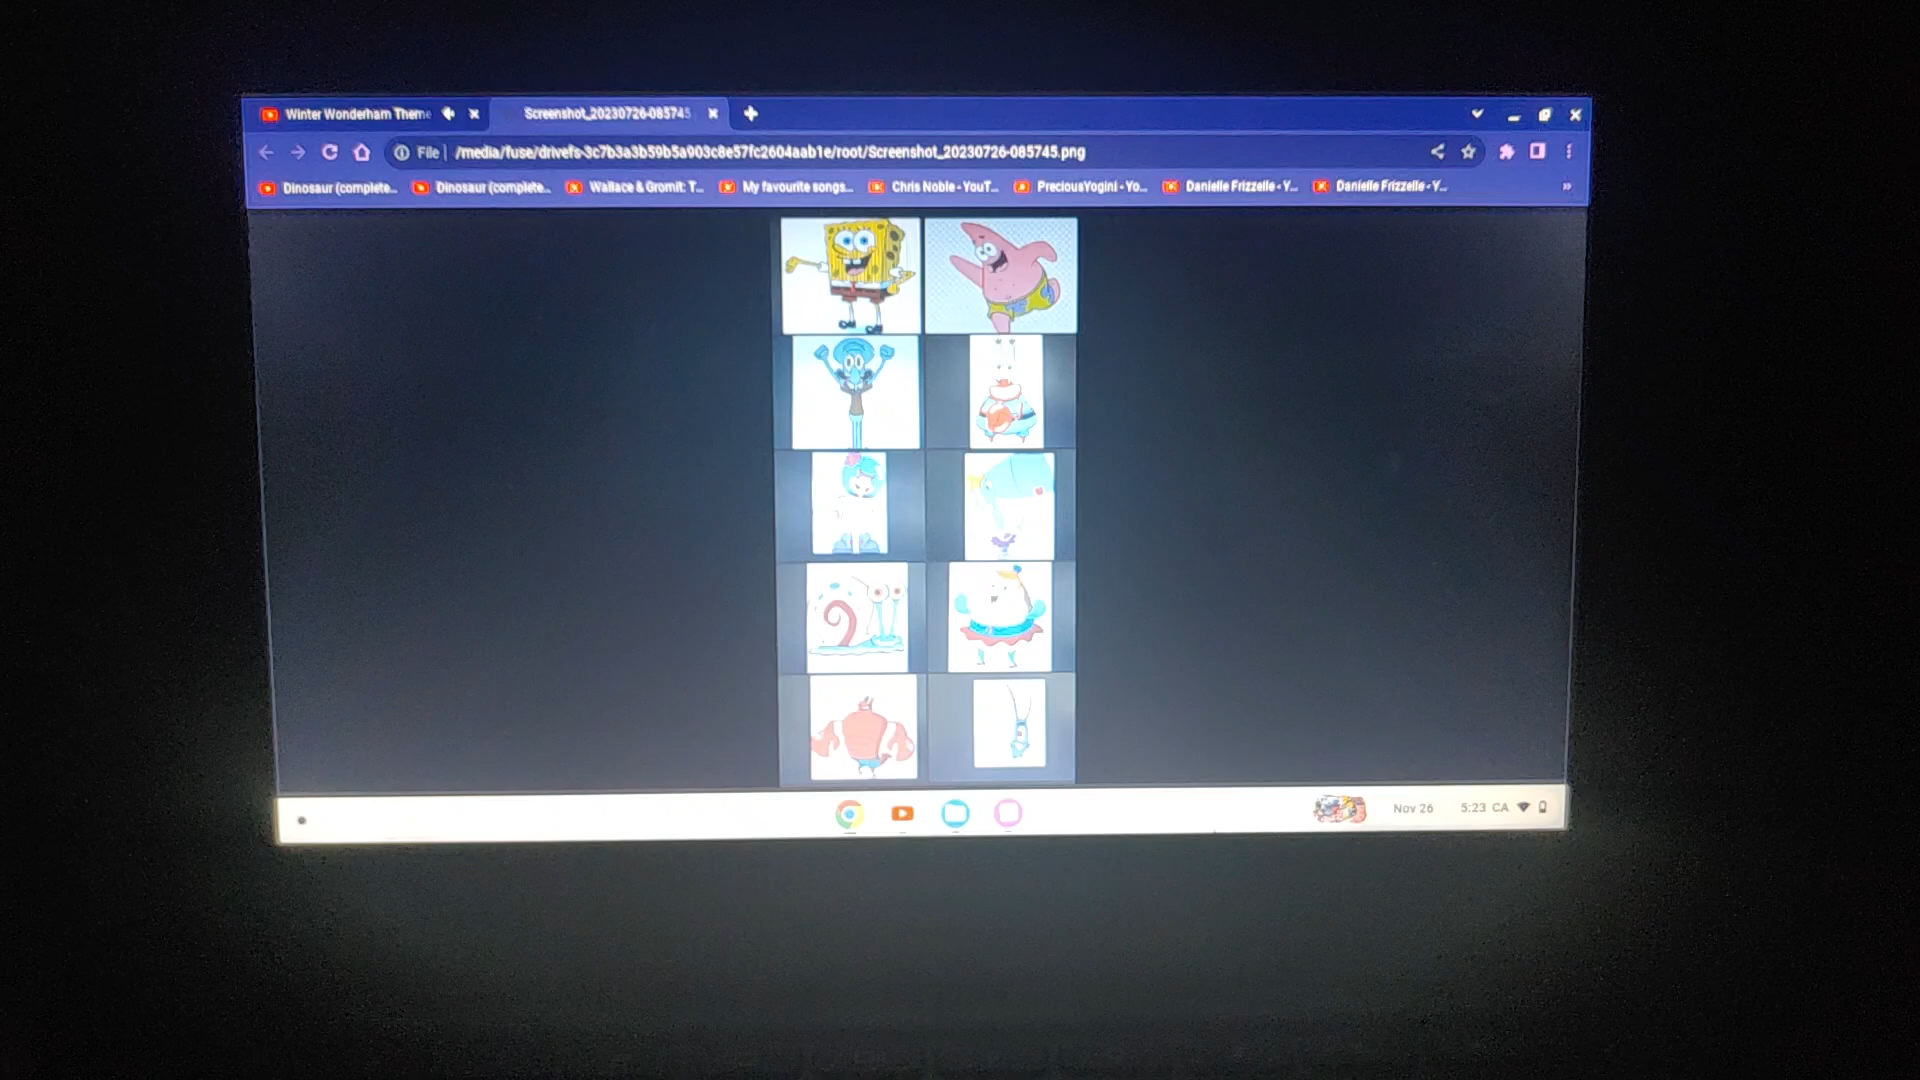 Winter Wonderham Theme
Screenshot_20230726-085745
File | /media/fuse/drivefs-3c7b3a3b59b5a903c8e57fc2604aab1e/root/Screenshot_20230726-085745.png
Dinosaur (complete... Dinosaur (complete... Wallace & Gromit: T... My favourite songs... Chris Noble - YouT... PreciousYogini - Yo... Danielle Frizzelle - Y... Danielle Frizzelle - Y... »
Nov 26 5:23 CA